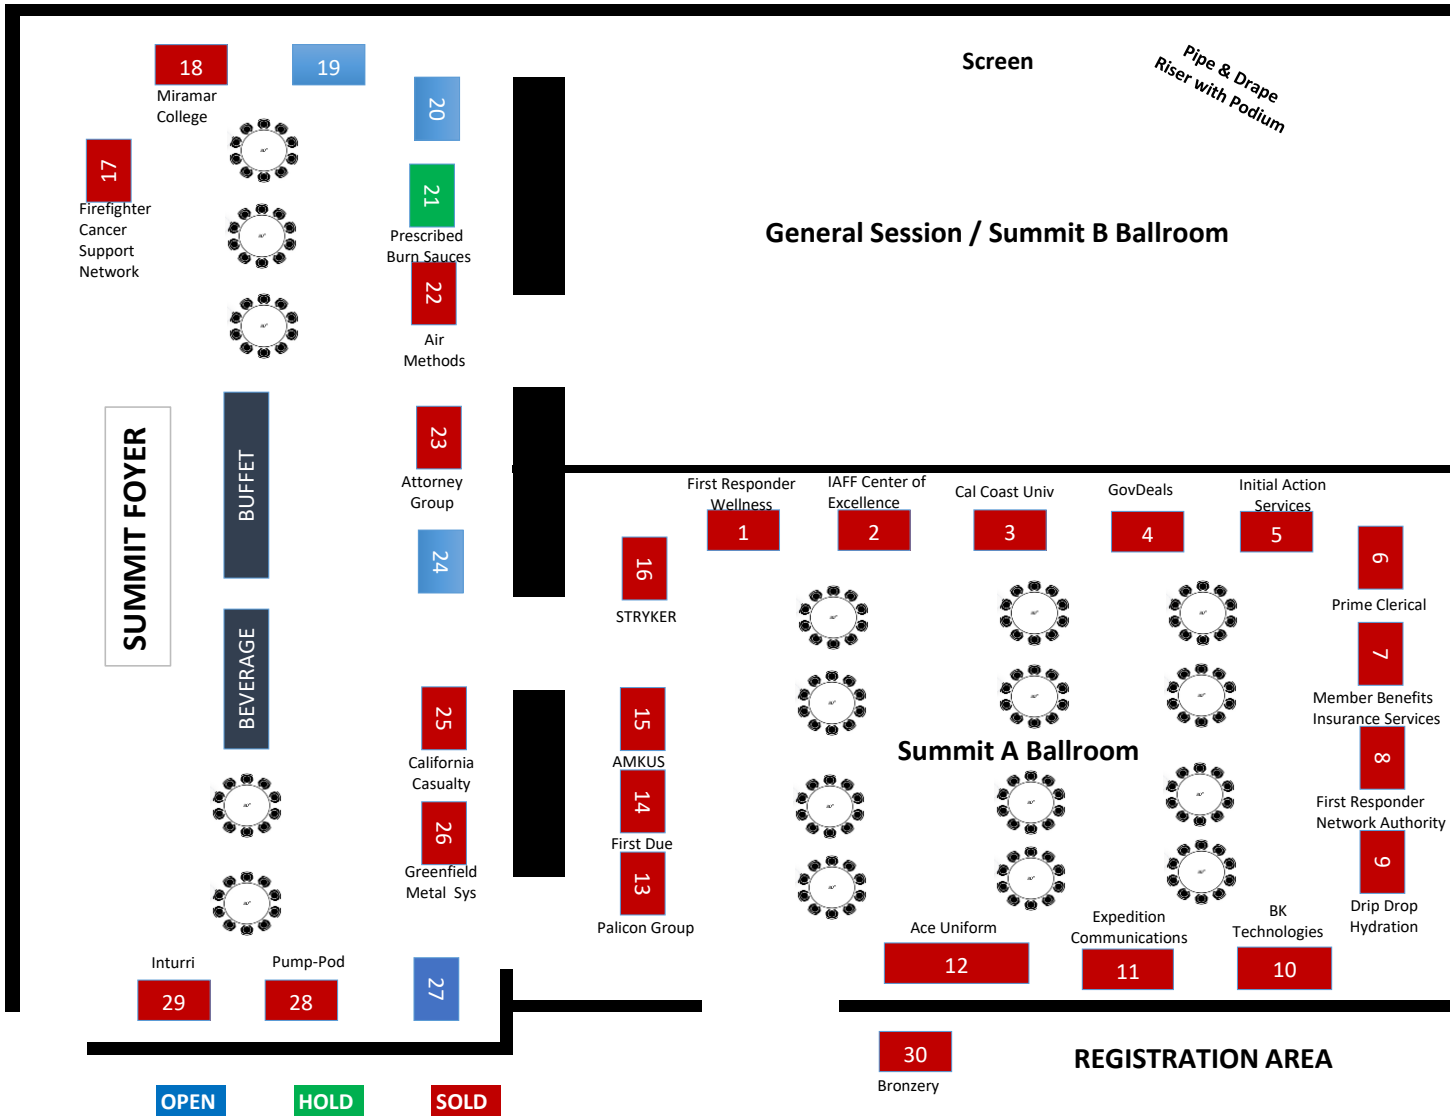 Screen
Pipe & Drape
Riser with Podium
18
Miramar
College
19
20
17
Firefighter
Cancer
Support
Network
21
Prescribed
Burn Sauces
22
Air
Methods
General Session / Summit B Ballroom
SUMMIT FOYER
BUFFET
BEVERAGE
23
Attorney
Group
24
25
California
Casualty
26
Greenfield
Metal Sys
27
Inturri
29
Pump-Pod
28
First Responder
Wellness
1
IAFF Center of
Excellence
2
Cal Coast Univ
3
GovDeals
4
Initial Action
Services
5
6
Prime Clerical
7
Member Benefits
Insurance Services
8
First Responder
Network Authority
9
Drip Drop
Hydration
16
STRYKER
15
AMKUS
14
First Due
13
Palicon Group
Summit A Ballroom
Ace Uniform
12
Expedition
Communications
11
BK
Technologies
10
30
Bronzery
REGISTRATION AREA
OPEN
HOLD
SOLD